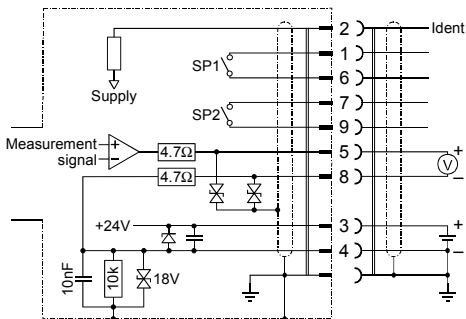 2 Ident
1
SP1
6
Supply
7
SP2
9
Measurement signal
+
−
4.7Ω
5
+
V
−
4.7Ω
8
+24V
3
+
4
−
10nF
10k
18V